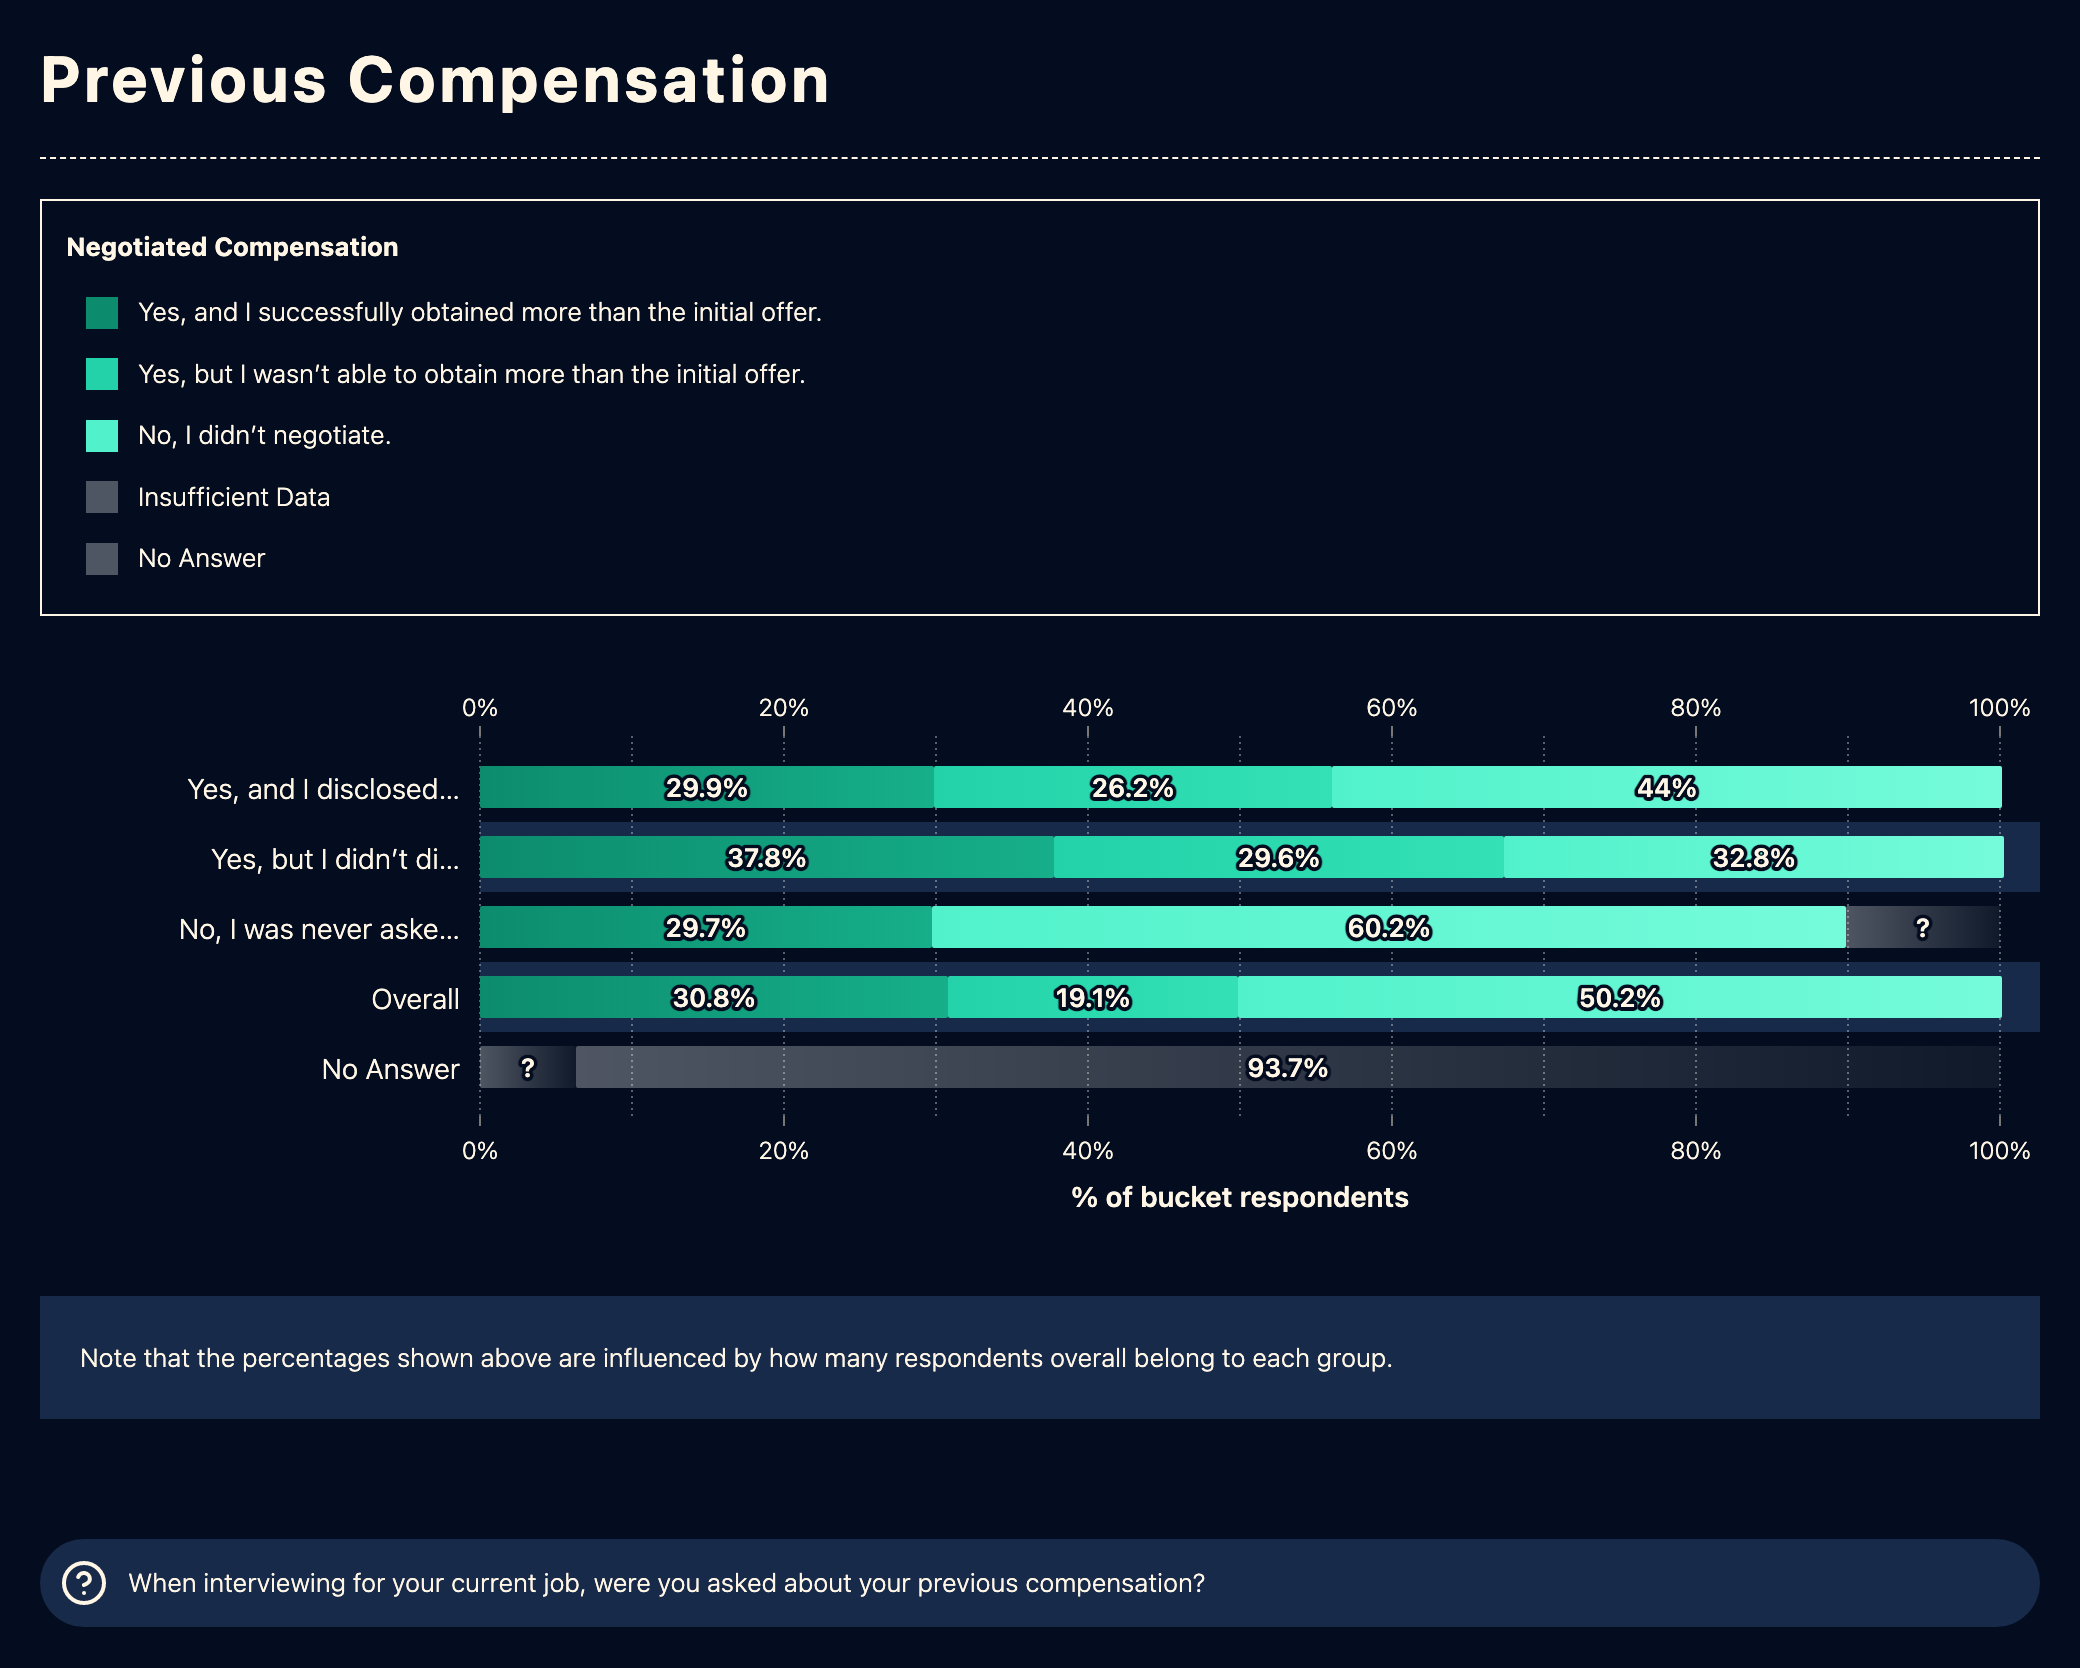 Previous Compensation
Negotiated Compensation
Yes, and I successfully obtained more than the initial offer.
Yes, but I wasn’t able to obtain more than the initial offer.
No, I didn’t negotiate.
Insufficient Data
No Answer
0% 20% 40% 60% 80% 100%
Yes, and I disclosed... 29.9% 26.2% 44%
Yes, but I didn’t di... 37.8% 29.6% 32.8%
No, I was never aske... 29.7% 60.2% ?
Overall 30.8% 19.1% 50.2%
No Answer ? 93.7%
0% 20% 40% 60% 80% 100%
% of bucket respondents
Note that the percentages shown above are influenced by how many respondents overall belong to each group.
? When interviewing for your current job, were you asked about your previous compensation?